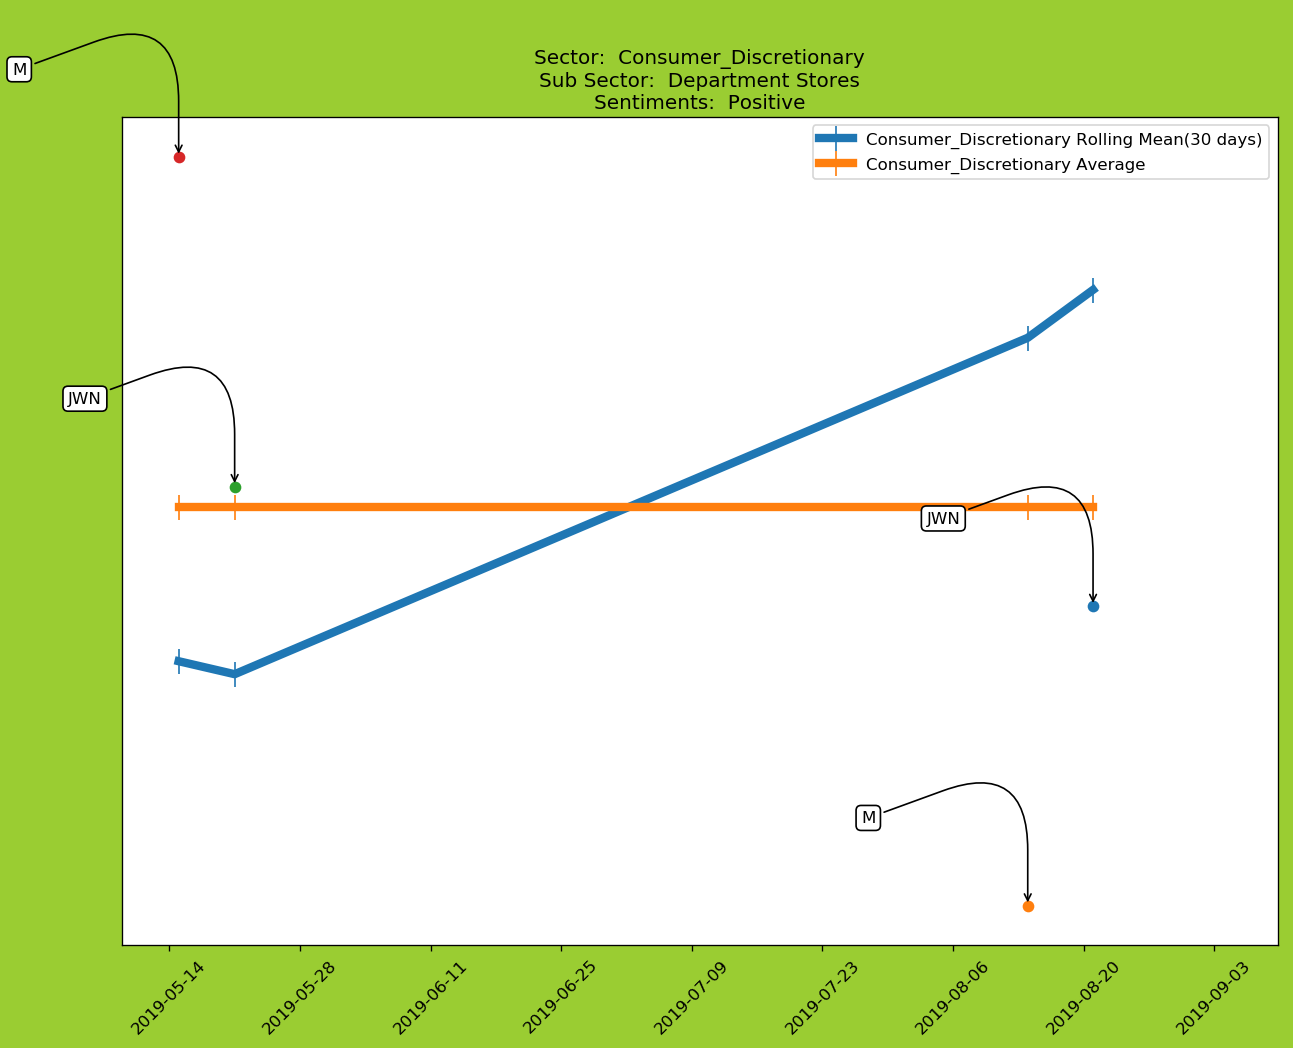 M
Sector:  Consumer_Discretionary
Sub Sector:  Department Stores
Sentiments:  Positive
Consumer_Discretionary Rolling Mean(30 days)
Consumer_Discretionary Average
JWN
JWN
M
2019-05-14
2019-05-28
2019-06-11
2019-06-25
2019-07-09
2019-07-23
2019-08-06
2019-08-20
2019-09-03